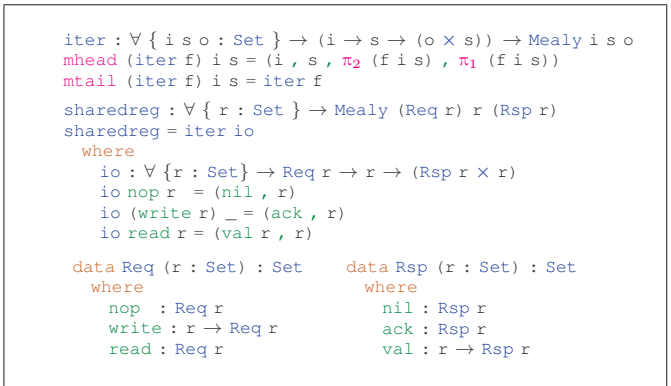 iter : ∀ { i s o : Set } → (i → s → (o × s)) → Mealy i s o
mhead (iter f) i s = (i , s , π₂ (f i s) , π₁ (f i s))
mtail (iter f) i s = iter f
sharedreg : ∀ { r : Set } → Mealy (Req r) r (Rsp r)
sharedreg = iter io
where
io : ∀ {r : Set} → Req r → r → (Rsp r × r)
io nop r = (nil , r)
io (write r) _ = (ack , r)
io read r = (val r , r)
data Req (r : Set) : Set
where
nop : Req r
write : r → Req r
read : Req r
data Rsp (r : Set) : Set
where
nil : Rsp r
ack : Rsp r
val : r → Rsp r